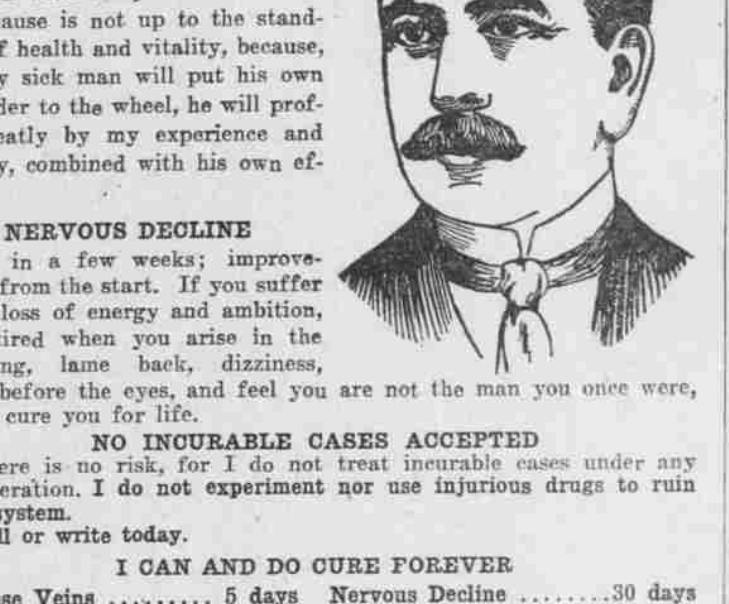 ause is not up to the stand-
f health and vitality, because,
y sick man will put his own
der to the wheel, he will prof-
eatly by my experience and
y, combined with his own ef-
NERVOUS DECLINE
in a few weeks; improve-
from the start. If you suffer
loss of energy and ambition,
tired when you arise in the
ng, lame back, dizziness,
before the eyes, and feel you are not the man you once were,
cure you for life.
NO INCURABLE CASES ACCEPTED
ere is no risk, for I do not treat incurable cases under any
eration. I do not experiment nor use injurious drugs to ruin
system.
ll or write today.
I CAN AND DO CURE FOREVER
se Veins ......... 5 days Nervous Decline ........30 days